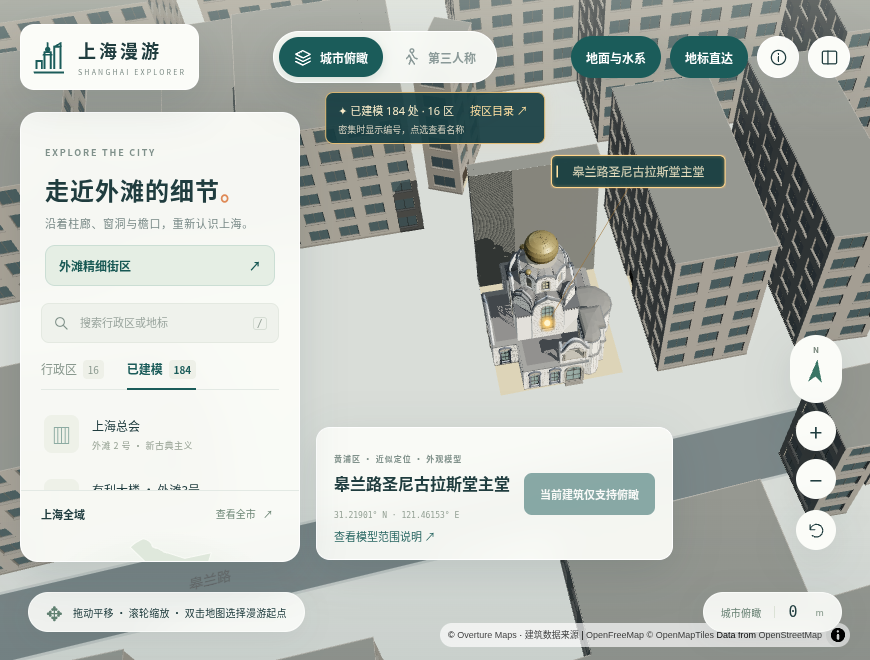 上海漫游
SHANGHAI EXPLORER
城市俯瞰
第三人称
地面与水系
地标直达
✦ 已建模 184 处 · 16 区 按区目录 ↗
密集时显示编号，点选查看名称
皋兰路圣尼古拉斯堂主堂
EXPLORE THE CITY
走近外滩的细节。
沿着柱廊、窗洞与檐口，重新认识上海。
外滩精细街区 ↗
搜索行政区或地标 /
行政区 16
已建模 184
上海总会
外滩 2 号 · 新古典主义
有利大楼 · 外滩3号
上海全域
查看全市 ↗
皋兰路
拖动平移 · 滚轮缩放 · 双击地图选择漫游起点
黄浦区 · 近似定位 · 外观模型
皋兰路圣尼古拉斯堂主堂
31.21901° N · 121.46153° E
查看模型范围说明 ↗
当前建筑仅支持俯瞰
N
+
−
城市俯瞰 0 m
© Overture Maps · 建筑数据来源 | OpenFreeMap © OpenMapTiles Data from OpenStreetMap